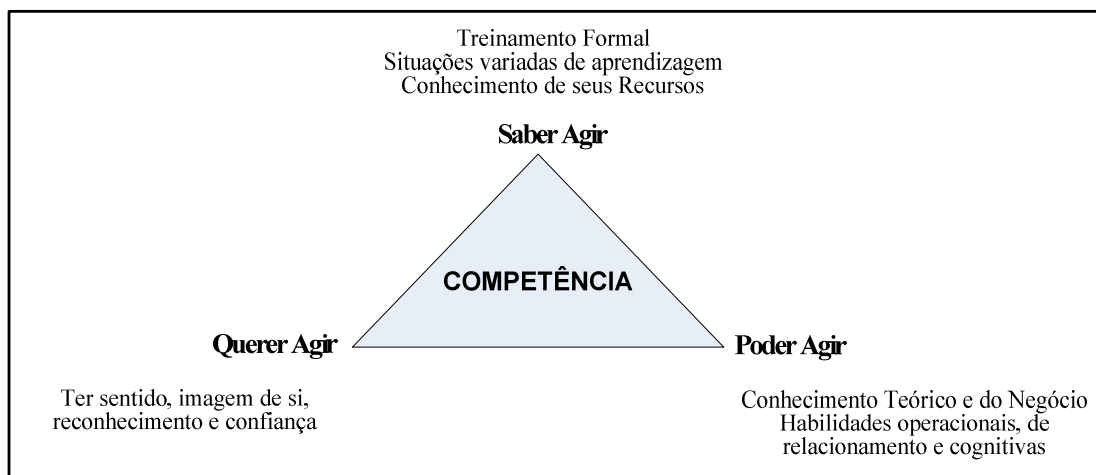 Treinamento Formal
Situações variadas de aprendizagem
Conhecimento de seus Recursos
Saber Agir
COMPETÊNCIA
Querer Agir
Poder Agir
Ter sentido, imagem de si,
reconhecimento e confiança
Conhecimento Teórico e do Negócio
Habilidades operacionais, de
relacionamento e cognitivas